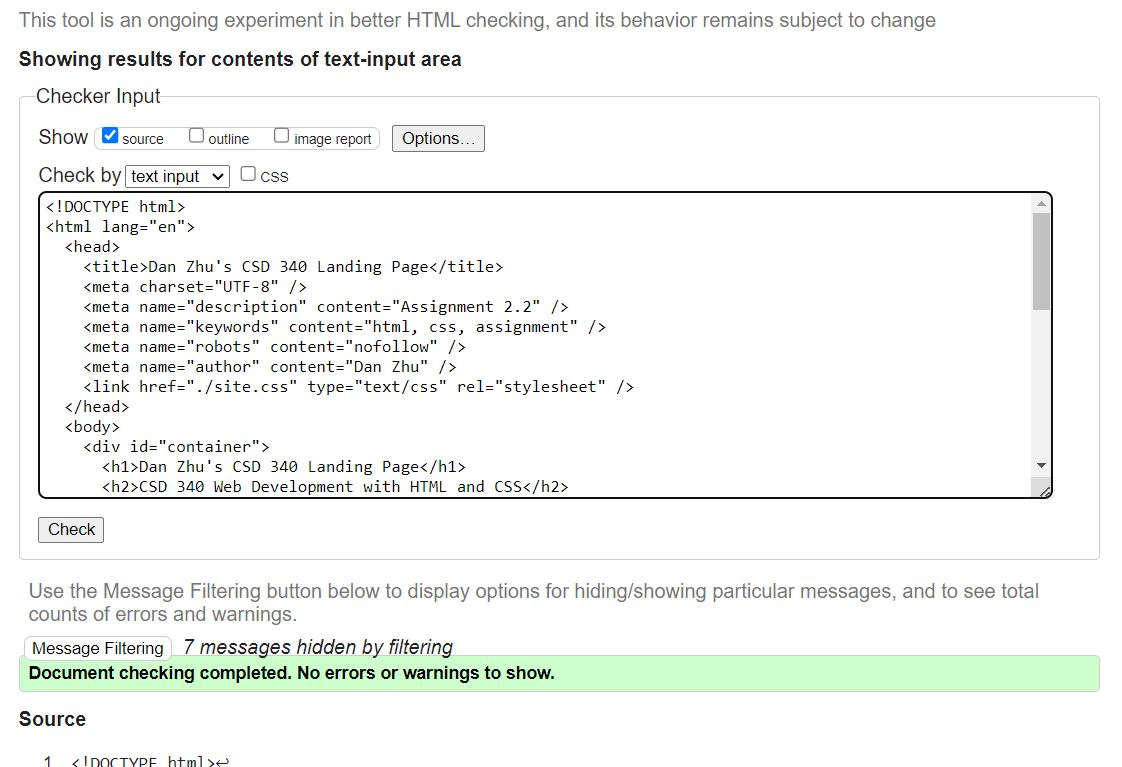 This tool is an ongoing experiment in better HTML checking, and its behavior remains subject to change
Showing results for contents of text-input area
Checker Input
Show source outline image report Options...
Check by text input CSS
<!DOCTYPE html>
<html lang="en">
  <head>
    <title>Dan Zhu's CSD 340 Landing Page</title>
    <meta charset="UTF-8" />
    <meta name="description" content="Assignment 2.2" />
    <meta name="keywords" content="html, css, assignment" />
    <meta name="robots" content="nofollow" />
    <meta name="author" content="Dan Zhu" />
    <link href="./site.css" type="text/css" rel="stylesheet" />
  </head>
  <body>
    <div id="container">
      <h1>Dan Zhu's CSD 340 Landing Page</h1>
      <h2>CSD 340 Web Development with HTML and CSS</h2>
Check
Use the Message Filtering button below to display options for hiding/showing particular messages, and to see total
counts of errors and warnings.
Message Filtering 7 messages hidden by filtering
Document checking completed. No errors or warnings to show.
Source
1 <!DOCTYPE html>↩